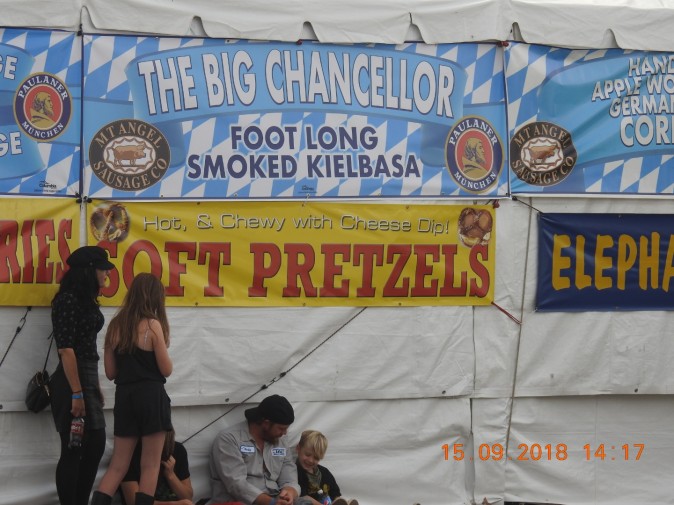 GE
PAULANER
MÜNCHEN
GE
THE BIG CHANCELLOR
FOOT LONG
SMOKED KIELBASA
MT ANGEL
SAUSAGE CO
PAULANER
MÜNCHEN
HAND
APPLE WO
GERMAN
COR
MT ANGEL
SAUSAGE CO
RIES
Hot, & Chewy with Cheese Dip!
SOFT PRETZELS
ELEPHA
15.09.2018 14:17